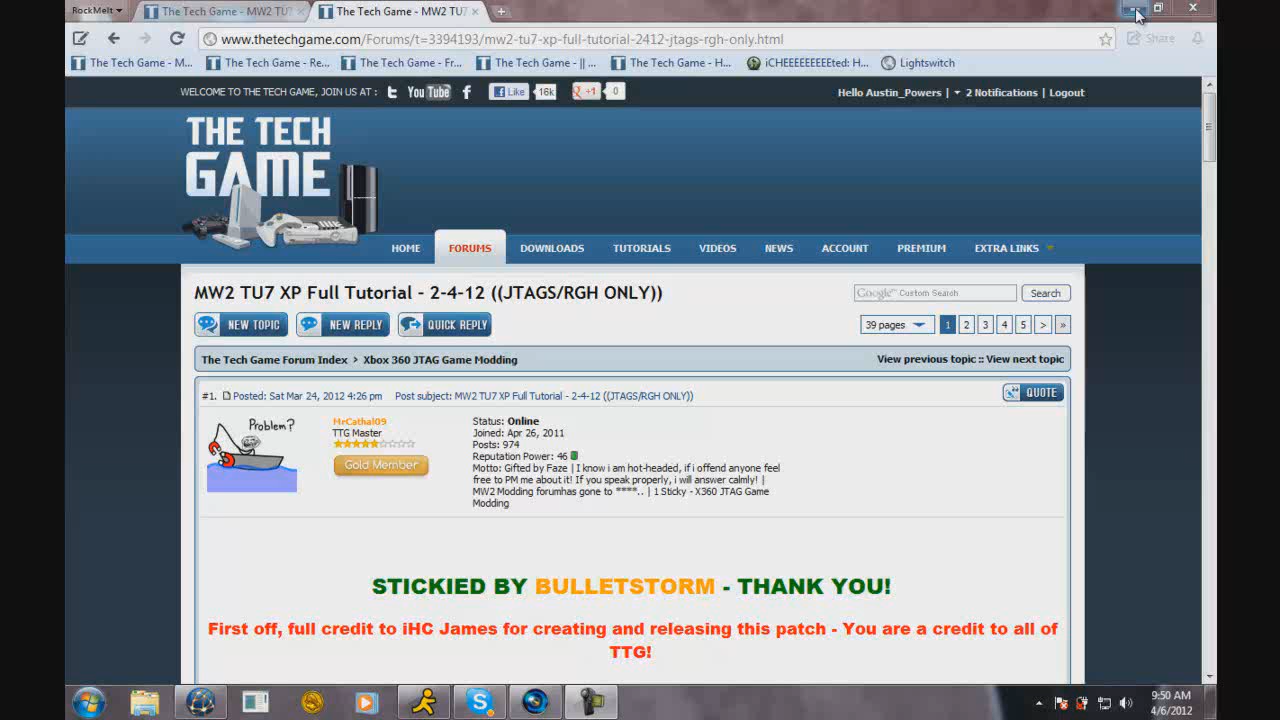 RockMelt
The Tech Game - MW2 TU7
The Tech Game - MW2 TU7
www.thetechgame.com/Forums/t=3394193/mw2-tu7-xp-full-tutorial-2412-jtags-rgh-only.html
Share
The Tech Game - M...
The Tech Game - Re...
The Tech Game - Fr...
The Tech Game - || ...
The Tech Game - H...
iCHEEEEEEEEted: H...
Lightswitch
WELCOME TO THE TECH GAME, JOIN US AT :
You Tube
f
Like
16k
+1
0
Hello Austin_Powers |
2 Notifications | Logout
THE TECH
GAME
HOME
FORUMS
DOWNLOADS
TUTORIALS
VIDEOS
NEWS
ACCOUNT
PREMIUM
EXTRA LINKS
MW2 TU7 XP Full Tutorial - 2-4-12 ((JTAGS/RGH ONLY))
Google™ Custom Search
Search
NEW TOPIC
NEW REPLY
QUICK REPLY
39 pages
1
2
3
4
5
>
»
The Tech Game Forum Index > Xbox 360 JTAG Game Modding
View previous topic :: View next topic
#1. Posted: Sat Mar 24, 2012 4:26 pm Post subject: MW2 TU7 XP Full Tutorial - 2-4-12 ((JTAGS/RGH ONLY))
QUOTE
Problem?
MrCathal09
TTG Master
Gold Member
Status: Online
Joined: Apr 26, 2011
Posts: 974
Reputation Power: 46
Motto: Gifted by Faze | I know i am hot-headed, if i offend anyone feel
free to PM me about it! If you speak properly, i will answer calmly! |
MW2 Modding forumhas gone to ****.. | 1 Sticky - X360 JTAG Game
Modding
STICKIED BY BULLETSTORM - THANK YOU!
First off, full credit to iHC James for creating and releasing this patch - You are a credit to all of
TTG!
9:50 AM
4/6/2012